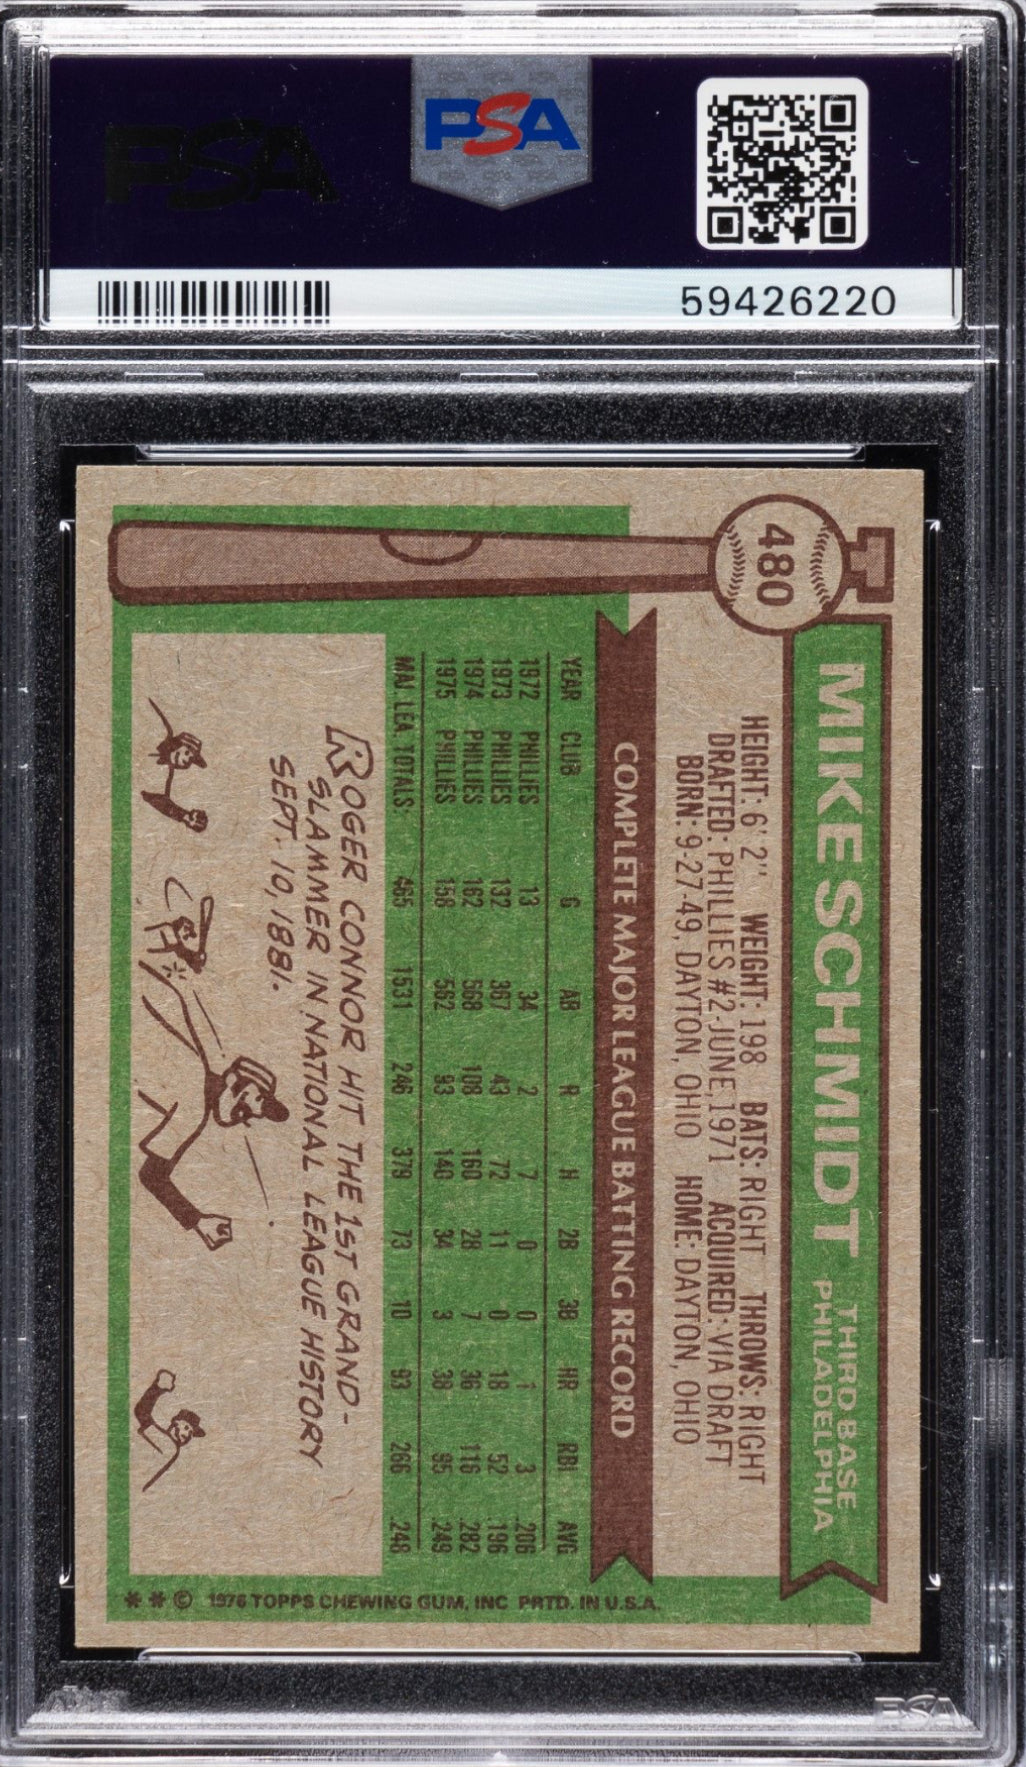 PSA
PSA
59426220
480
MIKE SCHMIDT
THIRD BASE
PHILADELPHIA
HEIGHT: 6' 2" WEIGHT: 198 BATS: RIGHT THROWS: RIGHT
DRAFTED: PHILLIES #2-JUNE, 1971 ACQUIRED: VIA DRAFT
BORN: 9-27-49, DAYTON, OHIO HOME: DAYTON, OHIO
COMPLETE MAJOR LEAGUE BATTING RECORD
YEAR CLUB G AB R H 2B 3B HR RBI AVG
1972 PHILLIES 13 34 2 7 0 0 1 3 .206
1973 PHILLIES 132 367 43 72 11 0 18 52 .196
1974 PHILLIES 162 568 108 160 28 7 36 116 .282
1975 PHILLIES 158 562 93 140 34 3 38 95 .249
MAJ. LEA. TOTALS: 465 1531 246 379 73 10 93 266 .248
ROGER CONNOR HIT THE 1ST GRAND-
SLAMMER IN NATIONAL LEAGUE HISTORY
SEPT. 10, 1881.
** © 1976 TOPPS CHEWING GUM, INC. PRTD. IN U.S.A.
PSA